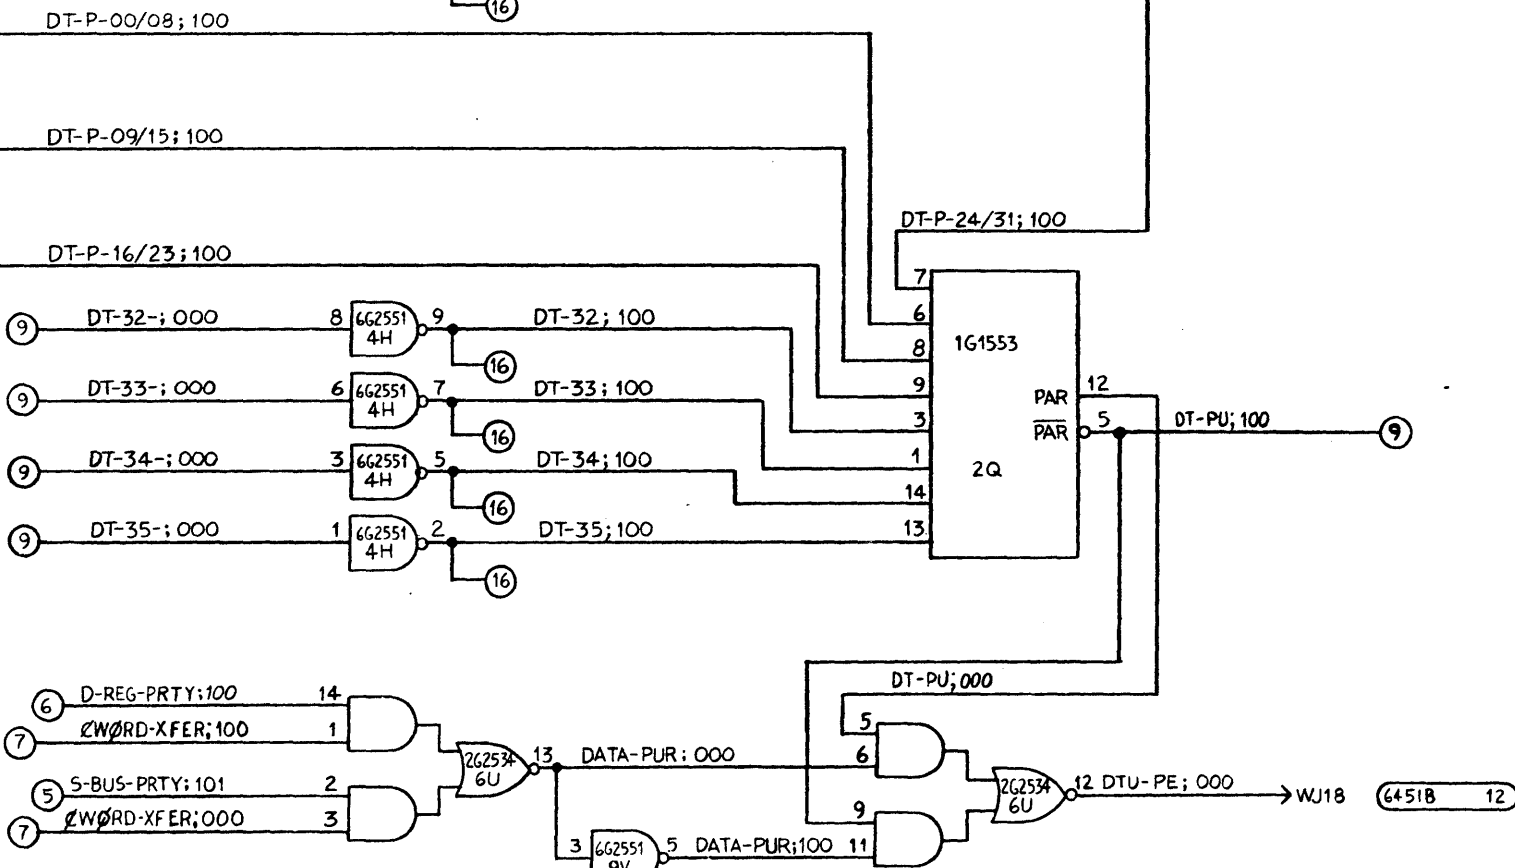 16
DT-P-00/08; 100
DT-P-09/15; 100
DT-P-24/31; 100
DT-P-16/23; 100
7
6
8
9
3
1
14
13
1G1553
2Q
PAR 12
PAR 5
DT-PU; 100
9
9 DT-32-; 000 8 6G2551 4H 9 DT-32; 100
16
9 DT-33-; 000 6 6G2551 4H 7 DT-33; 100
16
9 DT-34-; 000 3 6G2551 4H 5 DT-34; 100
16
9 DT-35-; 000 1 6G2551 4H 2 DT-35; 100
16
DT-PU; 000
6 D-REG-PRTY; 100 14
7 ȻWØRD-XFER; 100 1
5 S-BUS-PRTY; 101 2
7 ȻWØRD-XFER; 000 3
2G2534
6U
13 DATA-PUR; 000
5
6
9
3 6G2551 5 DATA-PUR; 100 11
2G2534
6U
12 DTU-PE; 000
WJ18
6451B 12